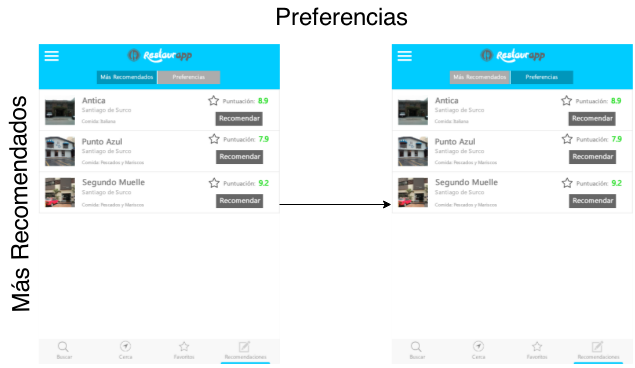 Preferencias
Más Recomendados
Restaurapp
Más Recomendados Preferencias
Antica
Santiago de Surco
Comida: Italiana
Puntuación: 8.9
Recomendar
Punto Azul
Santiago de Surco
Comida: Pescados y Mariscos
Puntuación: 7.9
Recomendar
Segundo Muelle
Santiago de Surco
Comida: Pescados y Mariscos
Puntuación: 9.2
Recomendar
Buscar Cerca Favoritos Recomendaciones
Restaurapp
Más Recomendados Preferencias
Antica
Santiago de Surco
Comida: Italiana
Puntuación: 8.9
Recomendar
Punto Azul
Santiago de Surco
Comida: Pescados y Mariscos
Puntuación: 7.9
Recomendar
Segundo Muelle
Santiago de Surco
Comida: Pescados y Mariscos
Puntuación: 9.2
Recomendar
Buscar Cerca Favoritos Recomendaciones